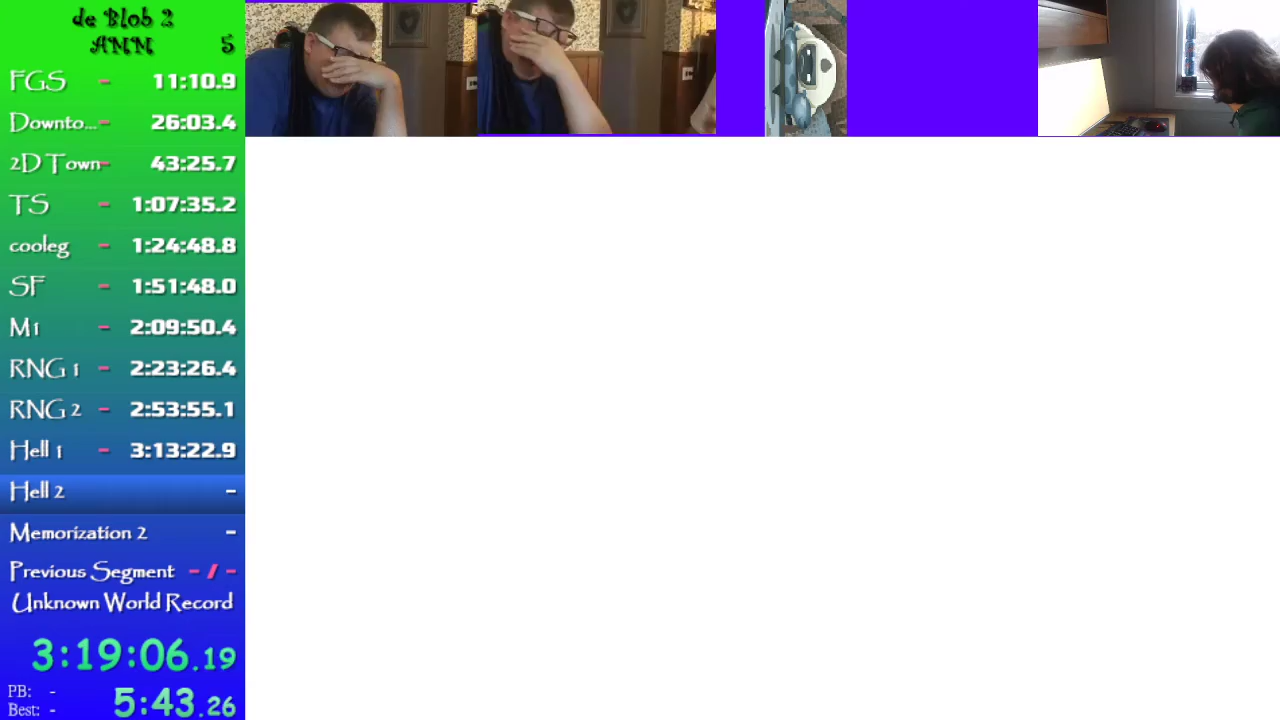 de Blob 2
AMN 5
FGS - 11:10.9
Downto... - 26:03.4
2D Town - 43:25.7
TS - 1:07:35.2
cooleg - 1:24:48.8
SF - 1:51:48.0
M1 - 2:09:50.4
RNG 1 - 2:23:26.4
RNG 2 - 2:53:55.1
Hell 1 - 3:13:22.9
Hell 2 -
Memorization 2 -
Previous Segment - / -
Unknown World Record
3:19:06.19
PB: -
Best: - 5:43.26